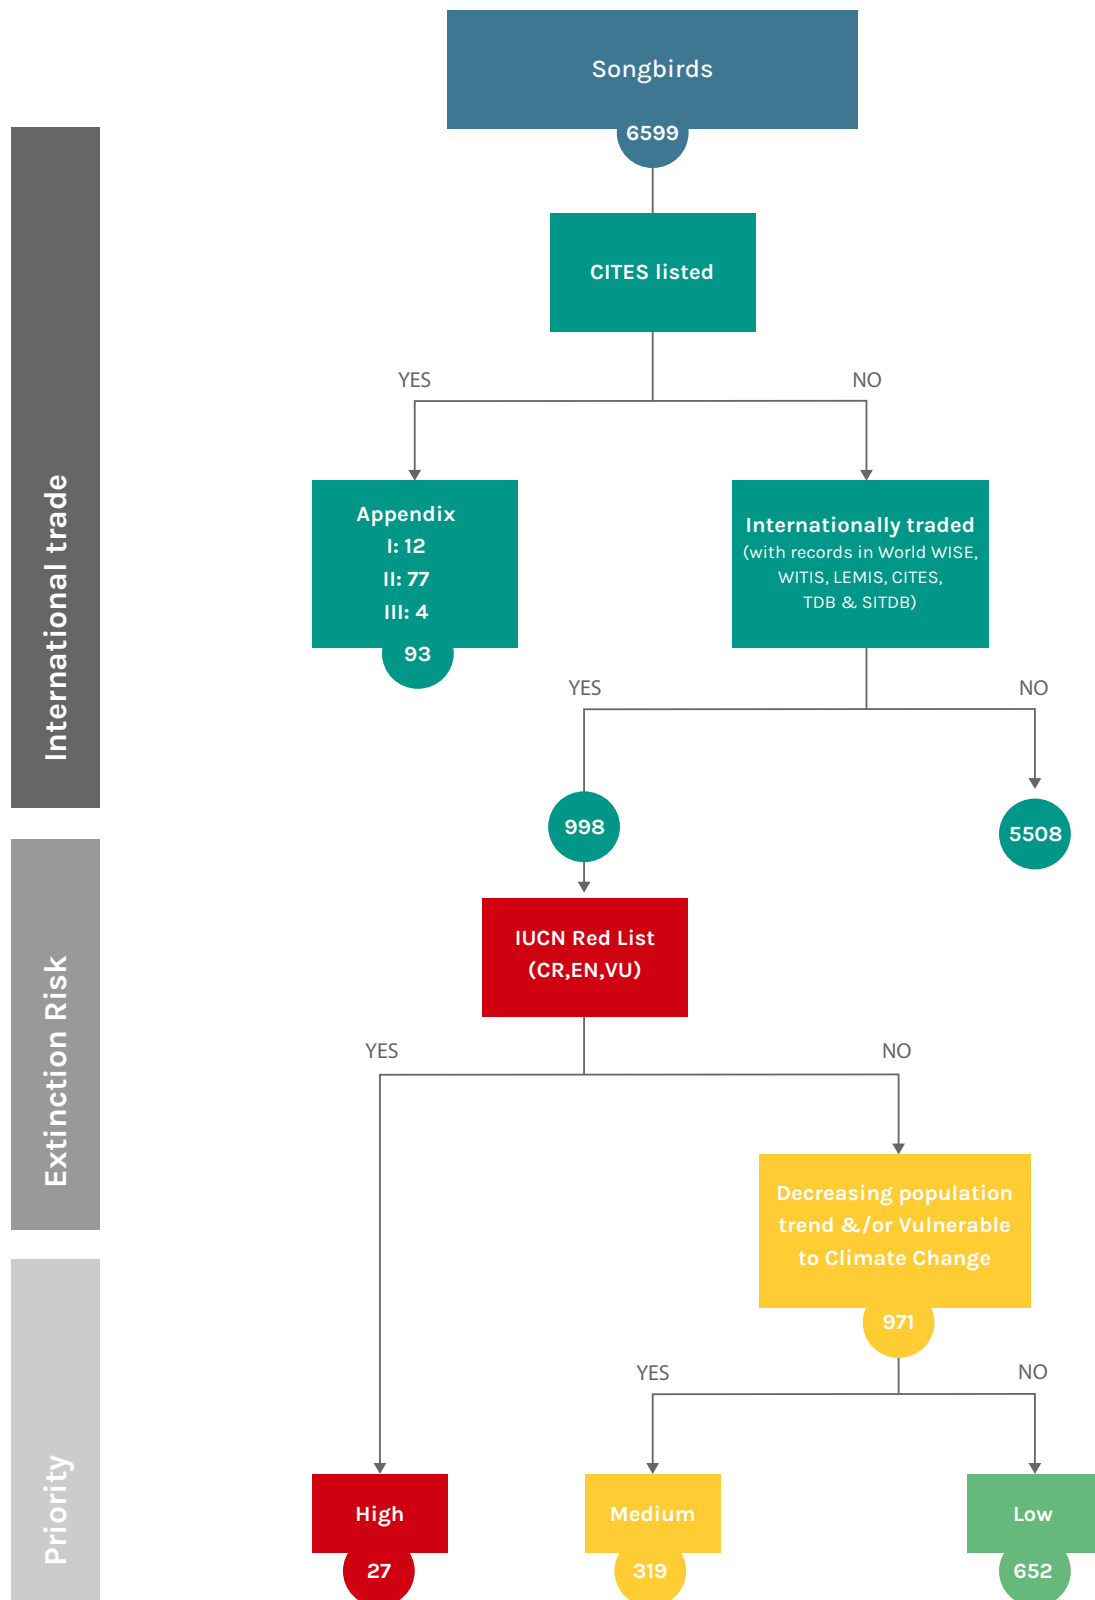 Songbirds
6599
International trade
CITES listed
YES
NO
Appendix
I: 12
II: 77
III: 4
93
Internationally traded
(with records in World WISE,
WITIS, LEMIS, CITES,
TDB & SITDB)
YES
NO
998
5508
Extinction Risk
IUCN Red List
(CR,EN,VU)
YES
NO
Decreasing population
trend &/or Vulnerable
to Climate Change
971
YES
NO
Priority
High
27
Medium
319
Low
652